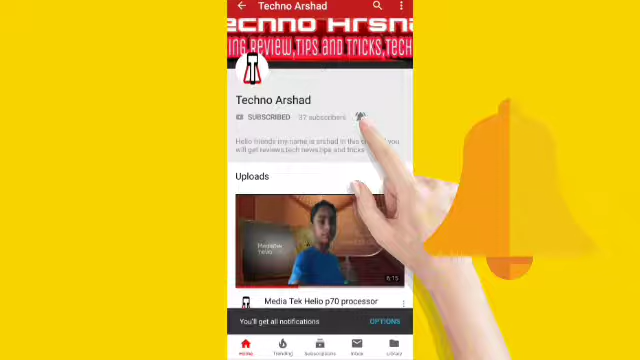 Techno Arshad
ecnno Arsha
ing,Review,Tips and Tricks,Tech
Techno Arshad
SUBSCRIBED 37 subscribers
Hello friends my name is arshad in this you
will get reviews,tech news,tips and tricks
Uploads
6:15
Media Tek Helio p70 processor
You'll get all notifications OPTIONS
Home Trending Subscriptions Inbox Library